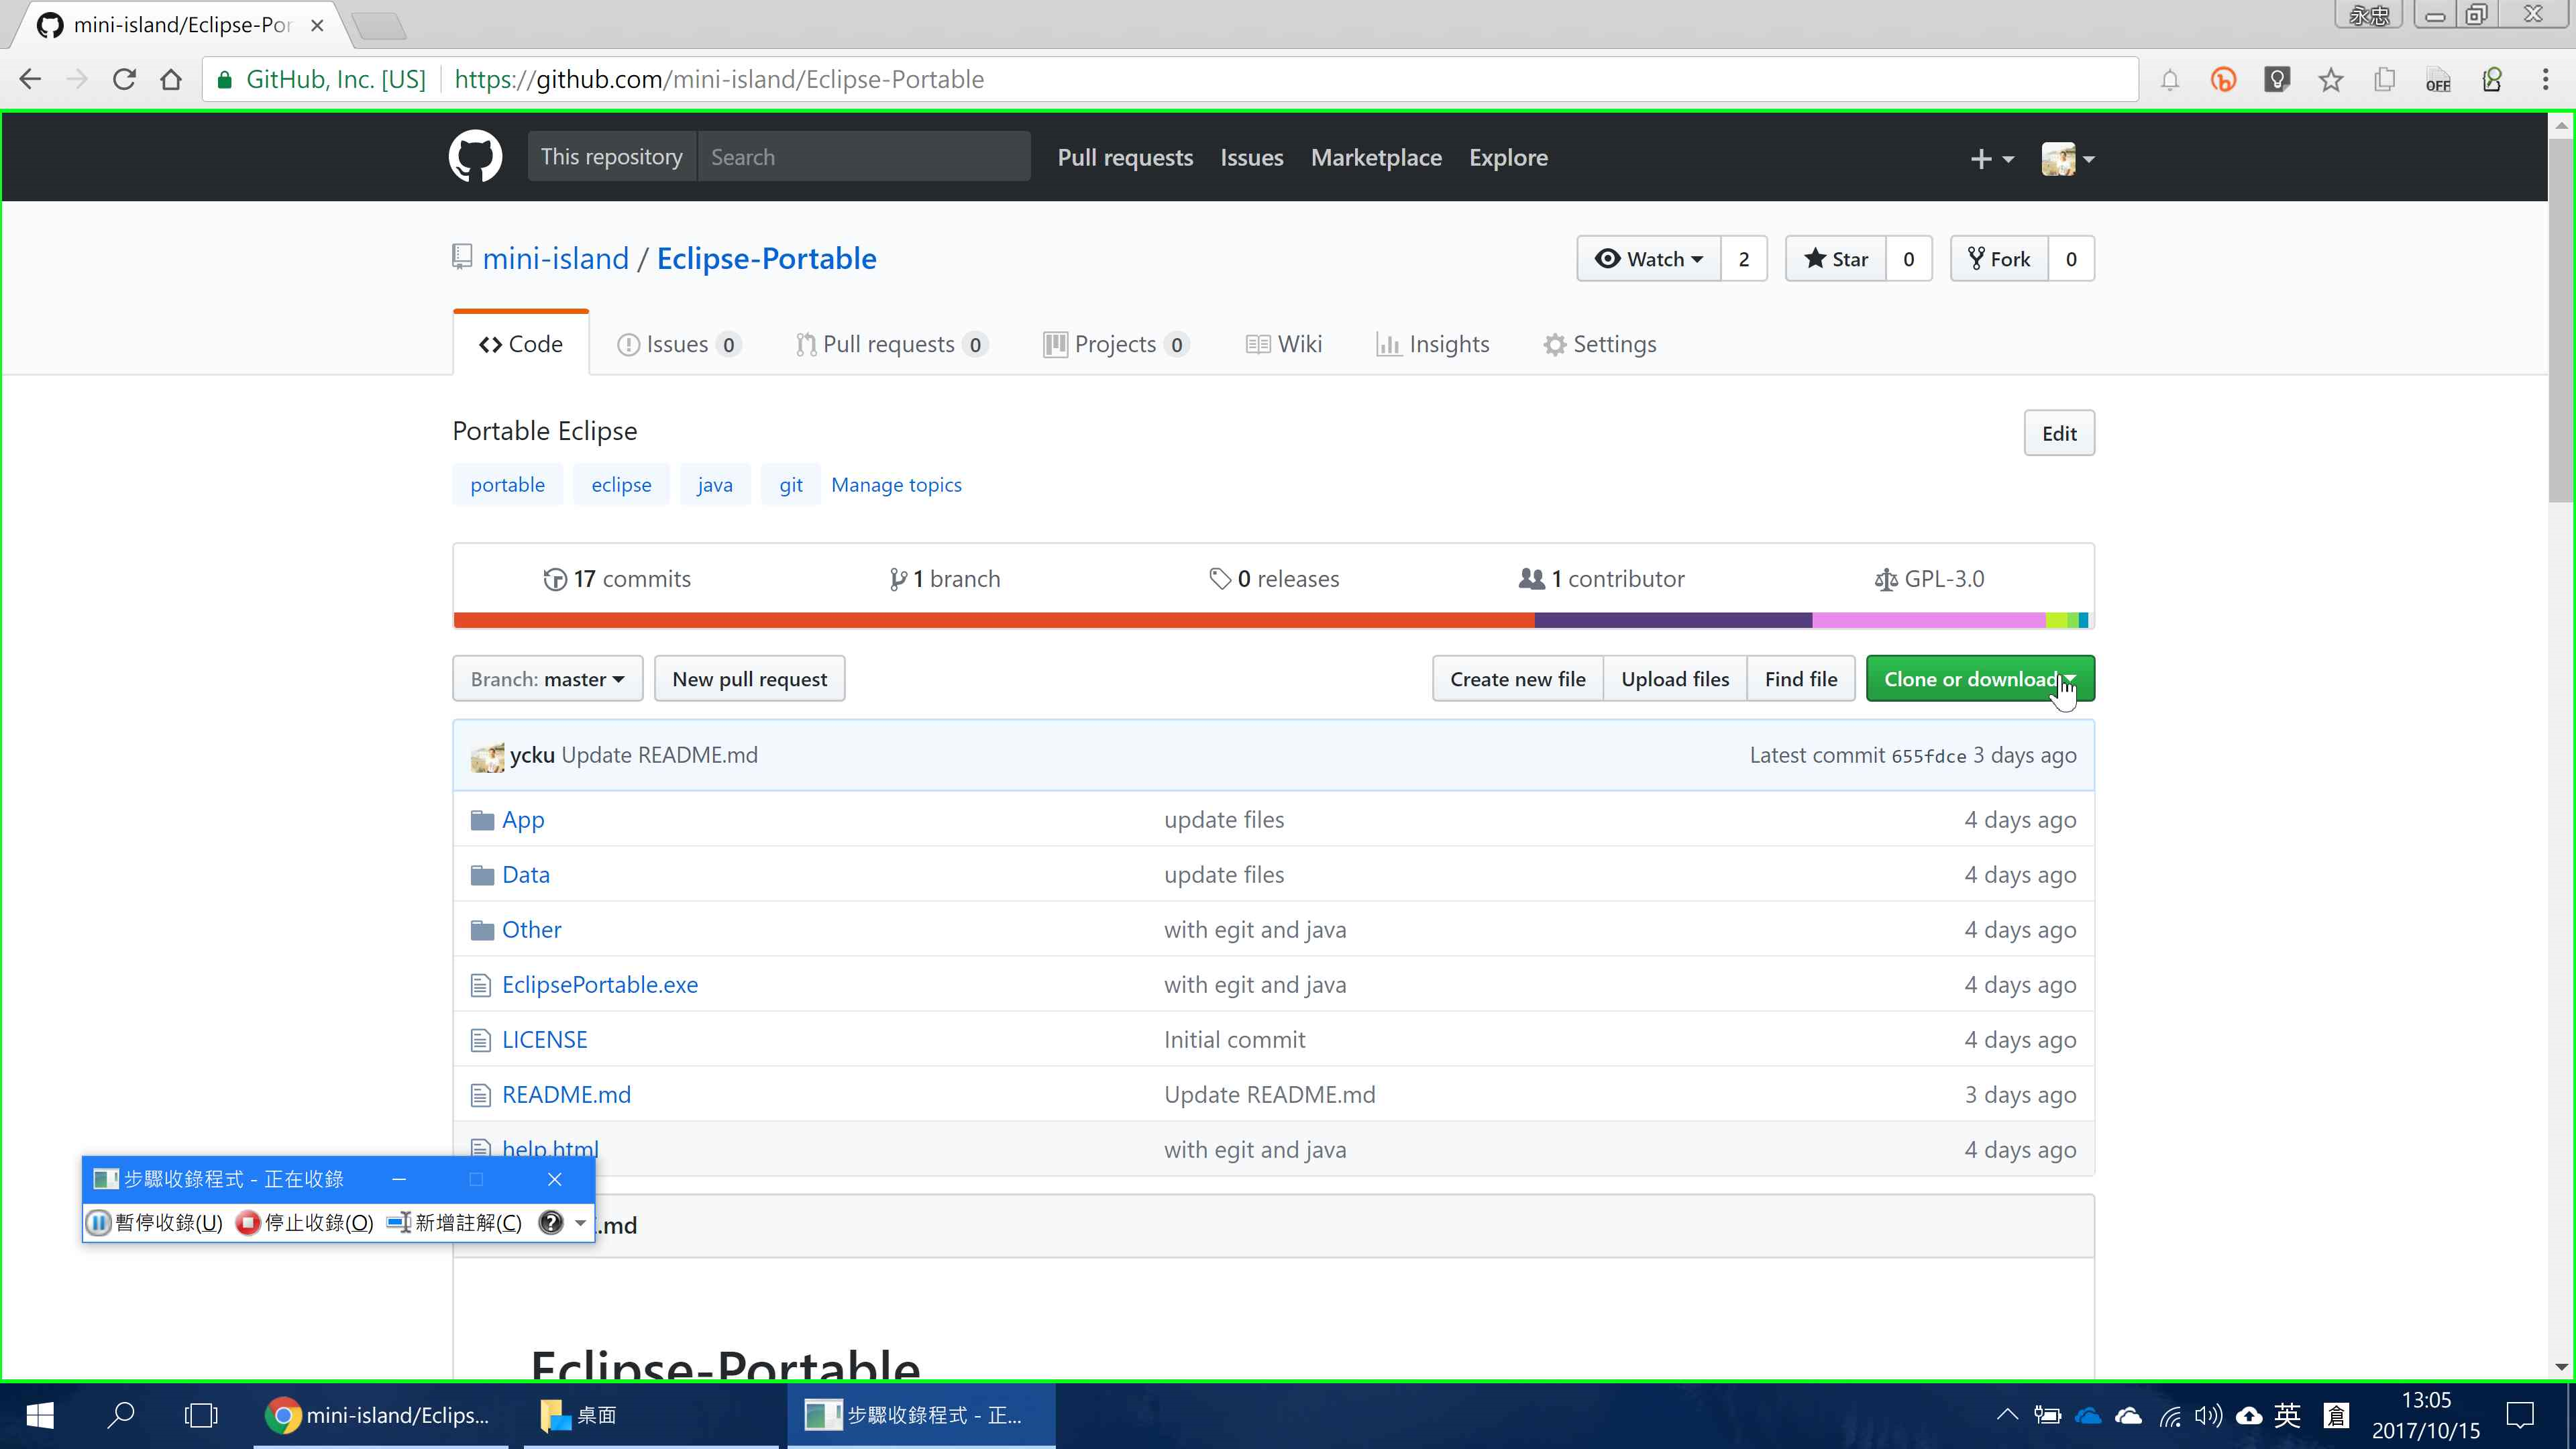 mini-island/Eclipse-Por
永忠
GitHub, Inc. [US] https://github.com/mini-island/Eclipse-Portable
OFF
This repository Search Pull requests Issues Marketplace Explore
mini-island / Eclipse-Portable
Watch 2 Star 0 Fork 0
Code Issues 0 Pull requests 0 Projects 0 Wiki Insights Settings
Portable Eclipse
Edit
portable eclipse java git Manage topics
17 commits 1 branch 0 releases 1 contributor GPL-3.0
Branch: master New pull request Create new file Upload files Find file Clone or download
ycku Update README.md Latest commit 655fdce 3 days ago
App update files 4 days ago
Data update files 4 days ago
Other with egit and java 4 days ago
EclipsePortable.exe with egit and java 4 days ago
LICENSE Initial commit 4 days ago
README.md Update README.md 3 days ago
help.html with egit and java 4 days ago
步驟收錄程式 - 正在收錄
暫停收錄(U) 停止收錄(O) 新增註解(C)
.md
Eclipse-Portable
mini-island/Eclips... 桌面 步驟收錄程式 - 正... 英 倉 13:05
2017/10/15